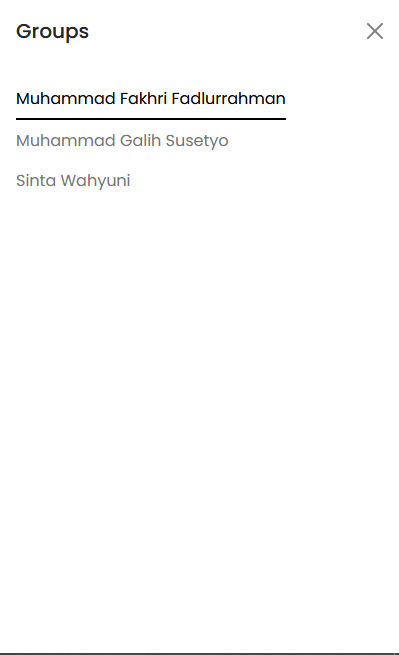 Groups
Muhammad Fakhri Fadlurrahman
Muhammad Galih Susetyo
Sinta Wahyuni